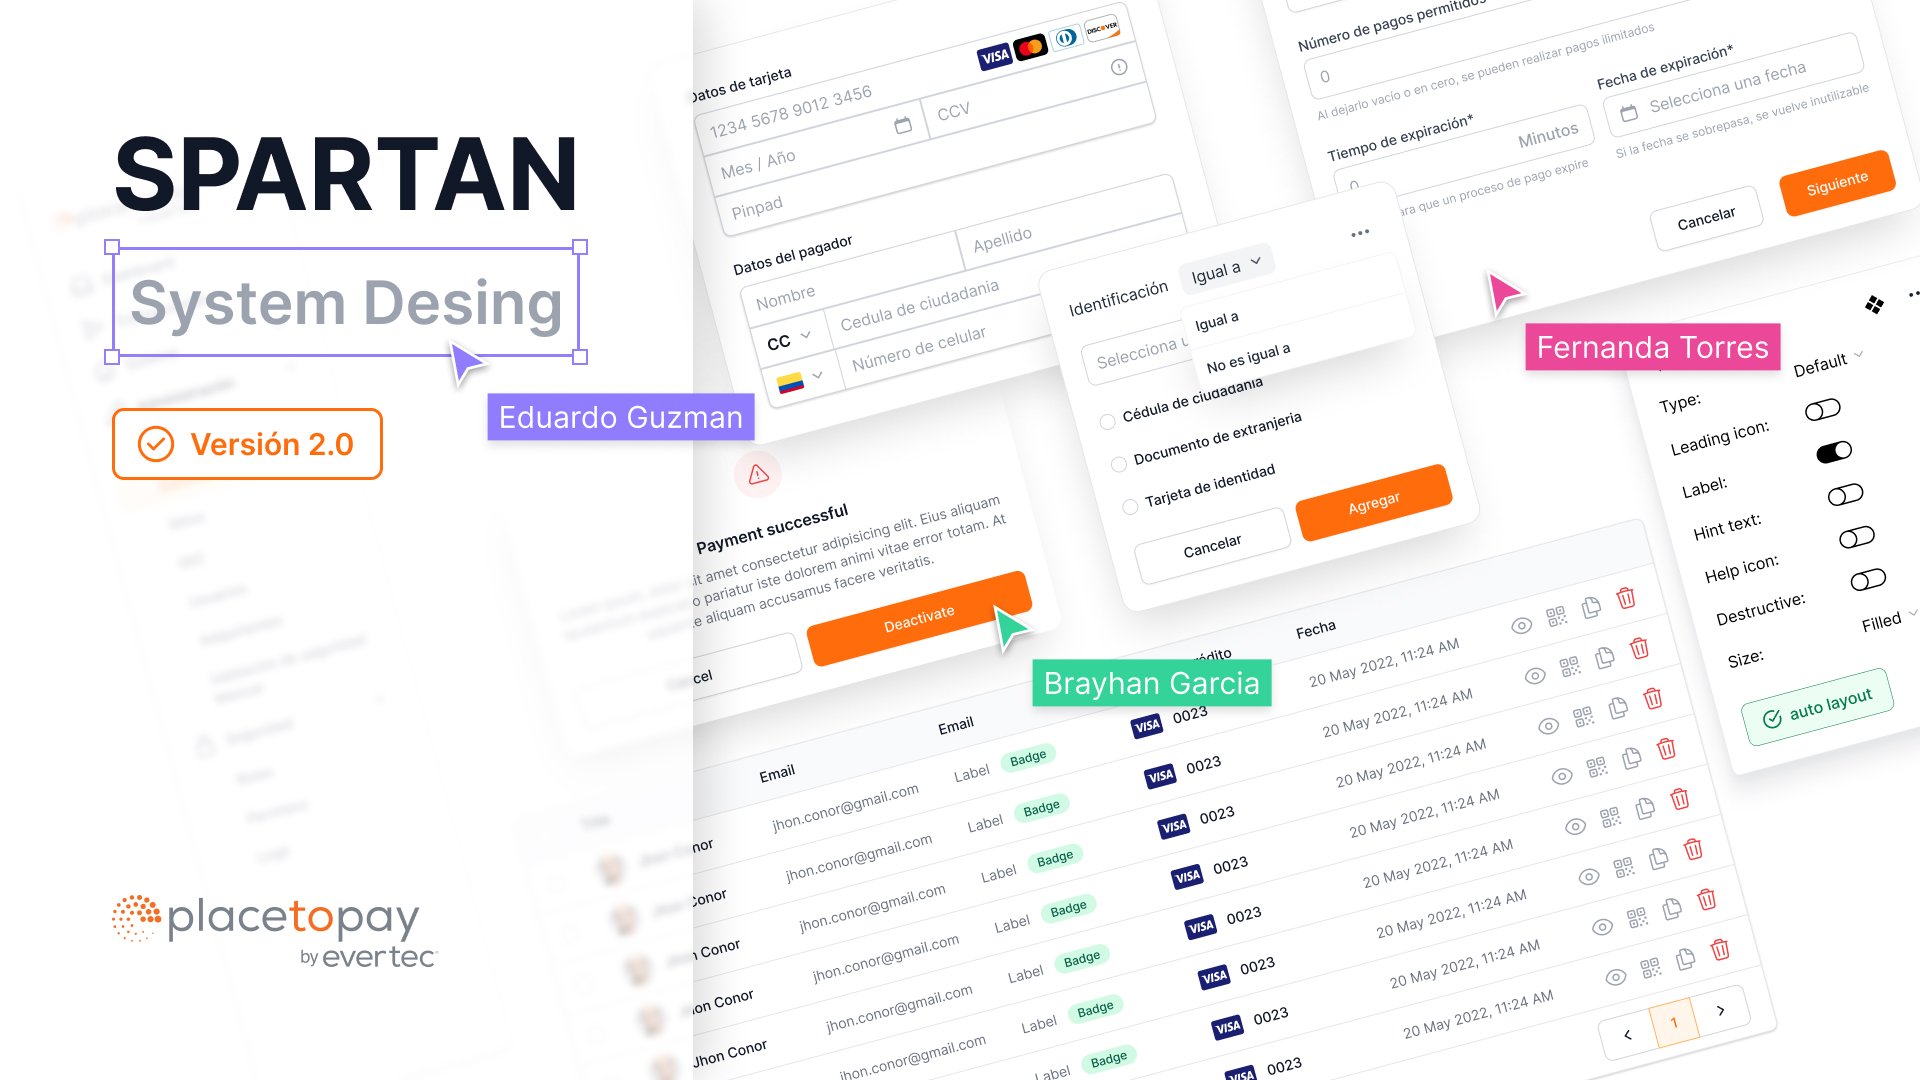 SPARTAN
System Desing
Eduardo Guzman
Versión 2.0
placetopay
by evertec
Datos de tarjeta
VISA
DISCOVER
1234 5678 9012 3456
Mes / Año
CCV
Pinpad
Datos del pagador
Nombre
Apellido
CC
Cedula de ciudadania
Número de celular
Número de pagos permitidos
0
Al dejarlo vacío o en cero, se pueden realizar pagos ilimitados
Tiempo de expiración*
0
Minutos
para que un proceso de pago expire
Fecha de expiración*
Selecciona una fecha
Si la fecha se sobrepasa, se vuelve inutilizable
Cancelar
Siguiente
Fernanda Torres
Identificación
Igual a
Igual a
No es igual a
Selecciona
Cédula de ciudadania
Documento de extranjeria
Tarjeta de identidad
Cancelar
Agregar
Default
Type:
Leading icon:
Label:
Hint text:
Help icon:
Destructive:
Filled
Size:
auto layout
Payment successful
amet consectetur adipisicing elit. Eius aliquam
pariatur iste dolorem animi vitae error totam. At
aliquam accusamus facere veritatis.
Cancel
Deactivate
Brayhan Garcia
Email
Email
Fecha
jhon.conor@gmail.com Label Badge VISA 0023 20 May 2022, 11:24 AM
jhon.conor@gmail.com Label Badge VISA 0023 20 May 2022, 11:24 AM
jhon.conor@gmail.com Label Badge VISA 0023 20 May 2022, 11:24 AM
Jhon Conor jhon.conor@gmail.com Label Badge VISA 0023 20 May 2022, 11:24 AM
Jhon Conor jhon.conor@gmail.com Label Badge VISA 0023 20 May 2022, 11:24 AM
jhon.conor@gmail.com Label Badge VISA 0023 20 May 2022, 11:24 AM
Label Badge VISA 0023 20 May 2022, 11:24 AM
VISA 0023 20 May 2022, 11:24 AM
1